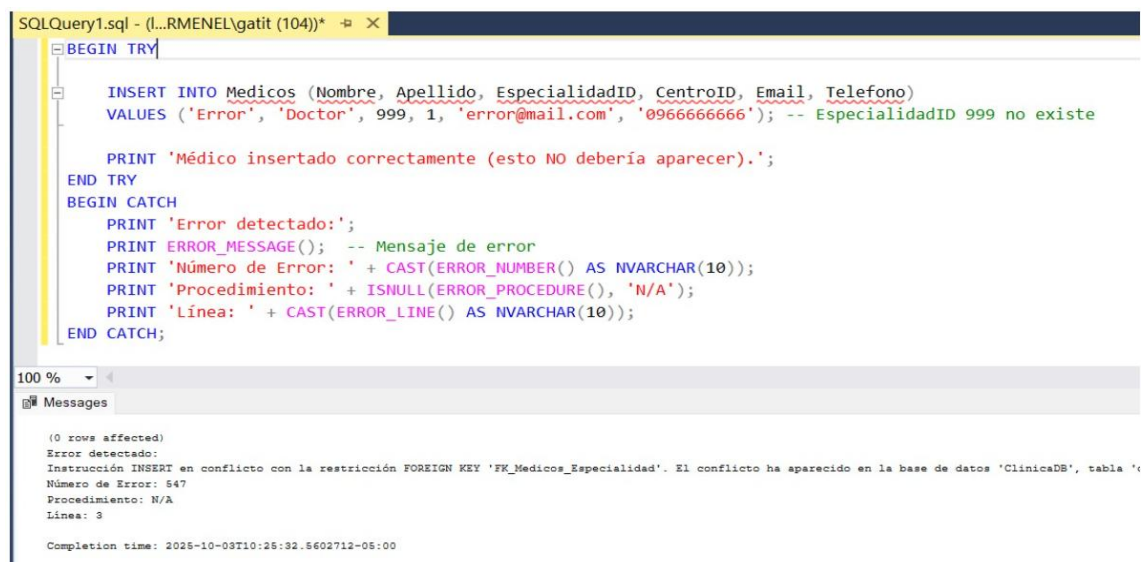 SQLQuery1.sql - (l...RMENEL\gatit (104))*
BEGIN TRY
INSERT INTO Medicos (Nombre, Apellido, EspecialidadID, CentroID, Email, Telefono)
VALUES ('Error', 'Doctor', 999, 1, 'error@mail.com', '0966666666'); -- EspecialidadID 999 no existe
PRINT 'Médico insertado correctamente (esto NO debería aparecer).';
END TRY
BEGIN CATCH
PRINT 'Error detectado:';
PRINT ERROR_MESSAGE(); -- Mensaje de error
PRINT 'Número de Error: ' + CAST(ERROR_NUMBER() AS NVARCHAR(10));
PRINT 'Procedimiento: ' + ISNULL(ERROR_PROCEDURE(), 'N/A');
PRINT 'Línea: ' + CAST(ERROR_LINE() AS NVARCHAR(10));
END CATCH;
100 %
Messages
(0 rows affected)
Error detectado:
Instrucción INSERT en conflicto con la restricción FOREIGN KEY 'FK_Medicos_Especialidad'. El conflicto ha aparecido en la base de datos 'ClinicaDB', tabla
Número de Error: 547
Procedimiento: N/A
Línea: 3
Completion time: 2025-10-03T10:25:32.5602712-05:00